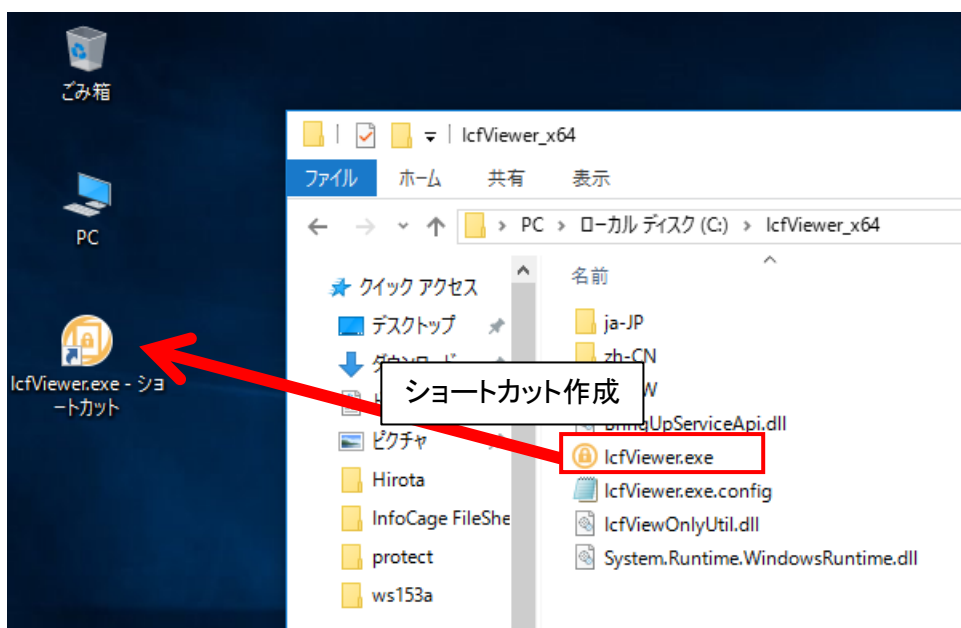 ごみ箱
PC
IcfViewer.exe - ショ
ートカット
IcfViewer_x64
ファイル ホーム 共有 表示
PC › ローカル ディスク (C:) › IcfViewer_x64
クイック アクセス
デスクトップ
ピクチャ
Hirota
InfoCage FileShe
protect
ws153a
ショートカット作成
名前
ja-JP
zh-CN
BringUpServiceApi.dll
IcfViewer.exe
IcfViewer.exe.config
IcfViewOnlyUtil.dll
System.Runtime.WindowsRuntime.dll